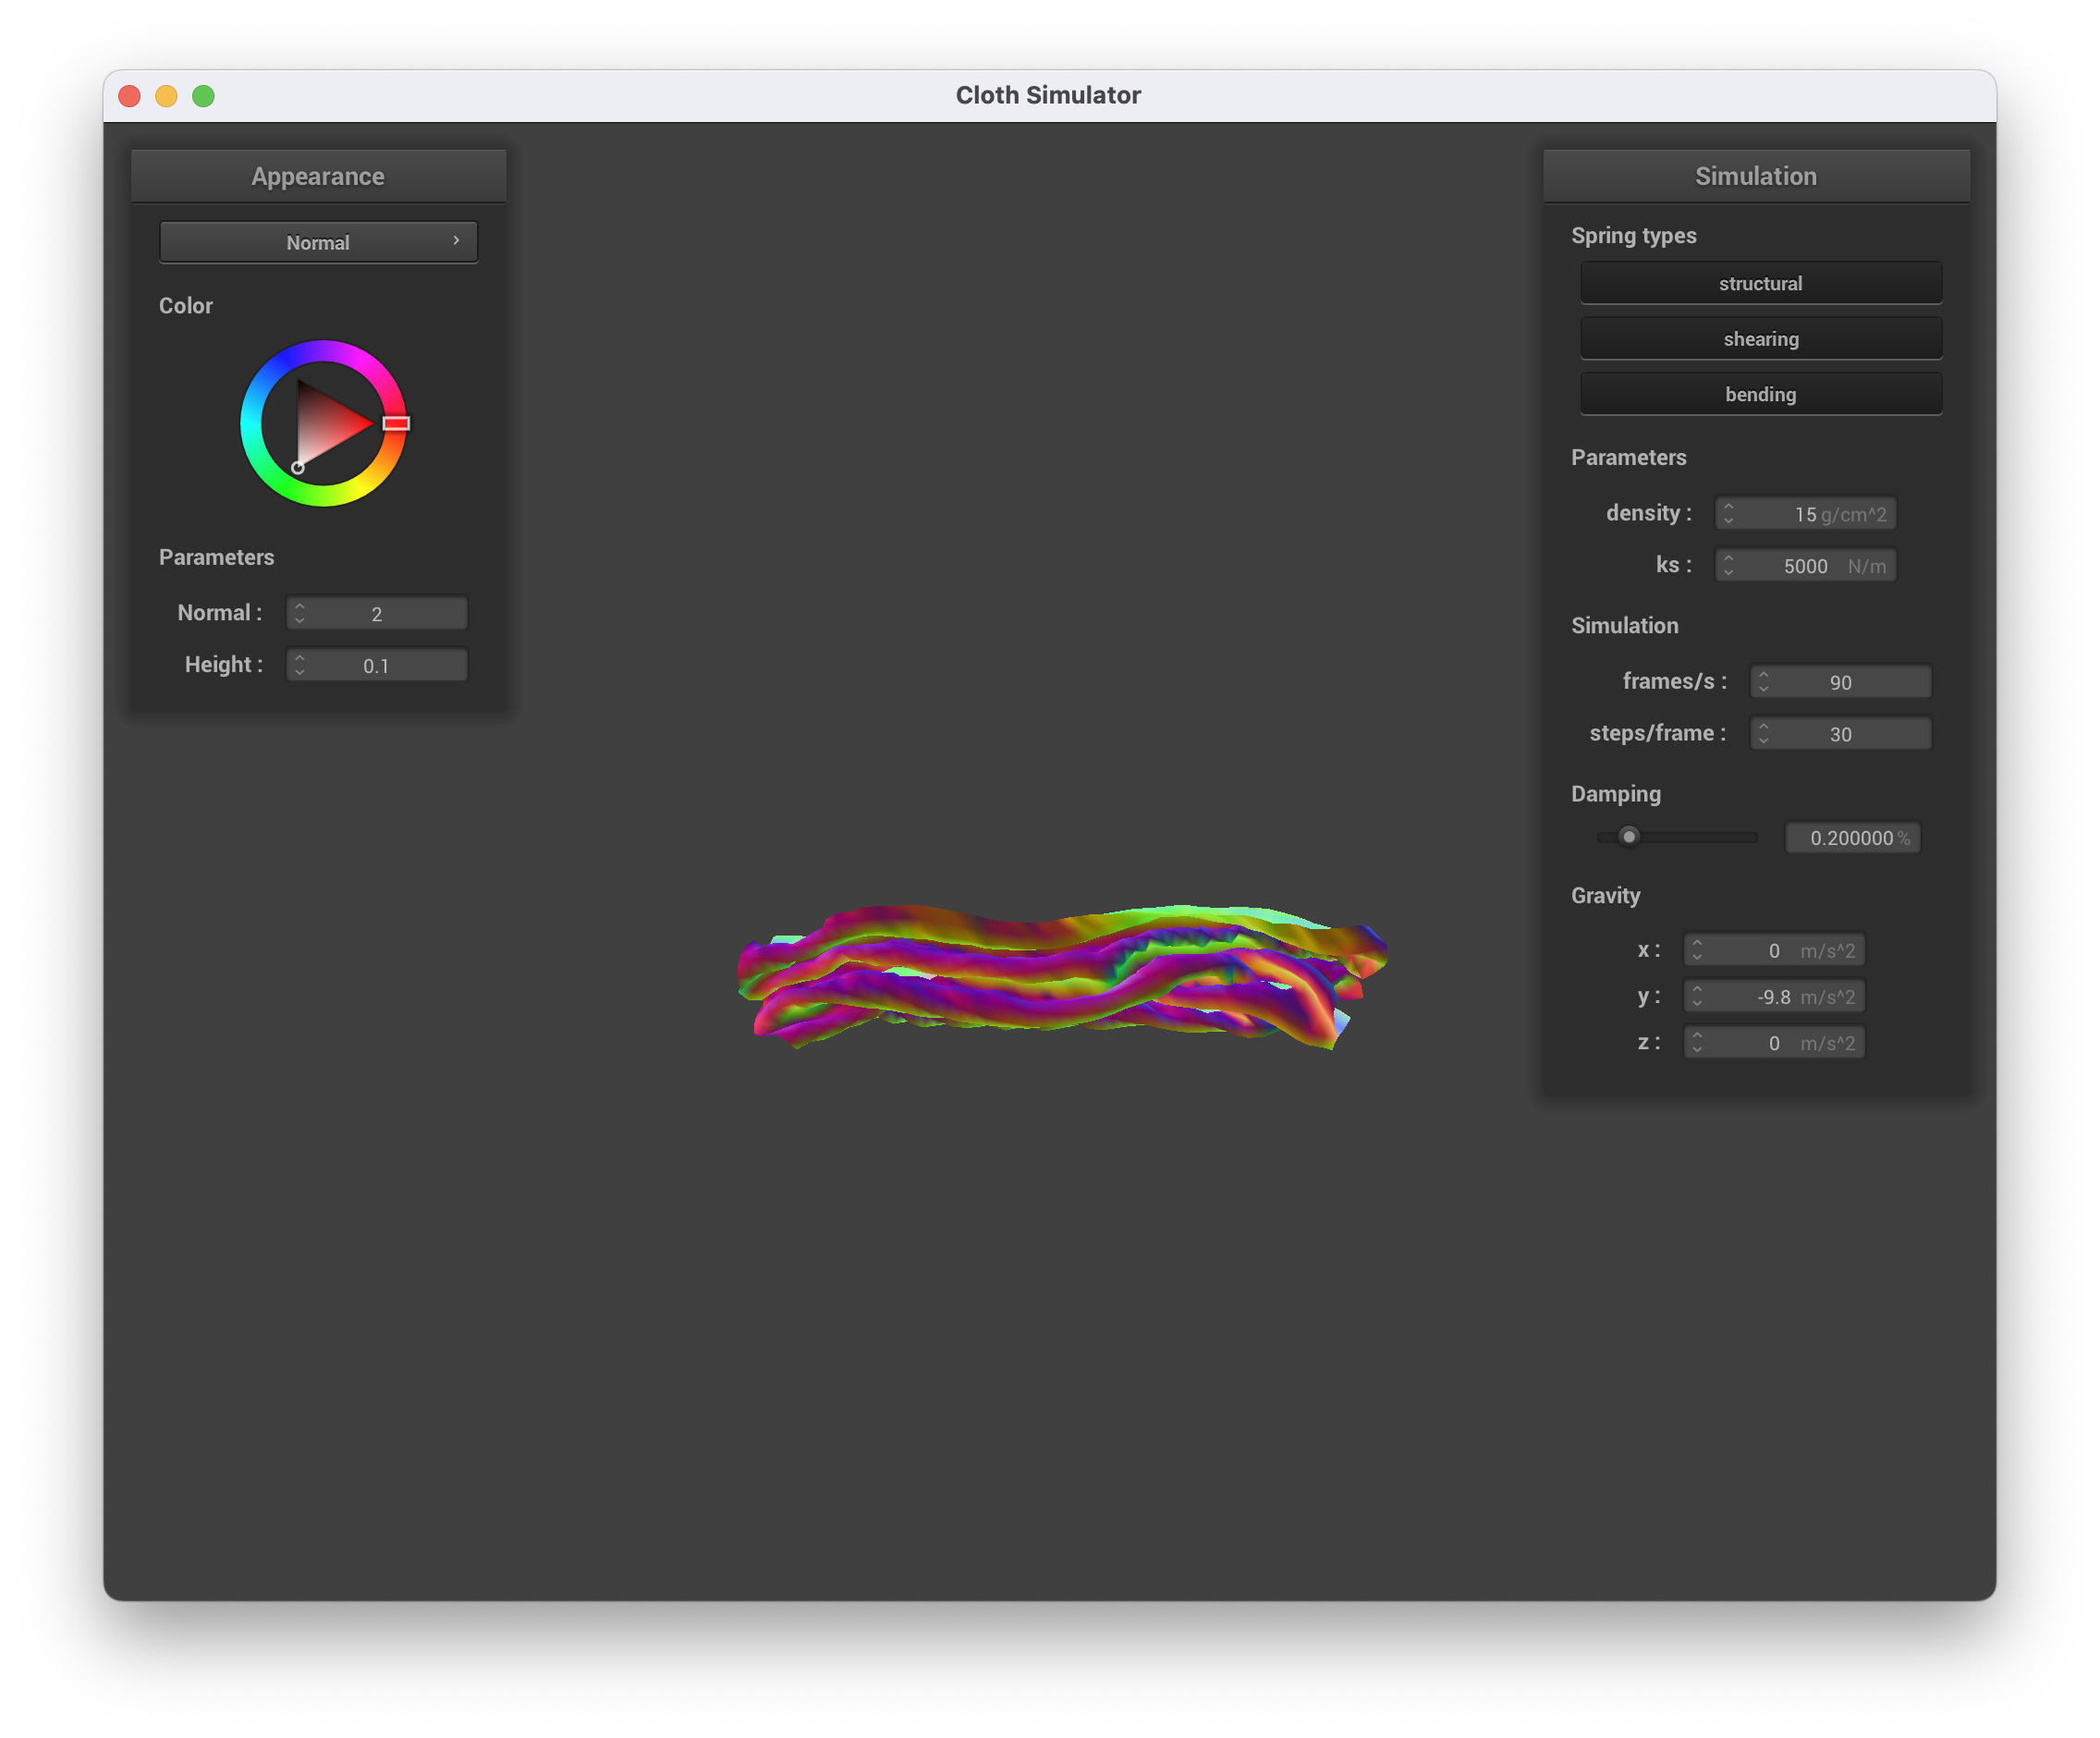 Cloth Simulator
Appearance
Normal
Color
Parameters
Normal : 2
Height : 0.1
Simulation
Spring types
structural
shearing
bending
Parameters
density : 15 g/cm^2
ks : 5000 N/m
Simulation
frames/s : 90
steps/frame : 30
Damping
0.200000 %
Gravity
x : 0 m/s^2
y : -9.8 m/s^2
z : 0 m/s^2